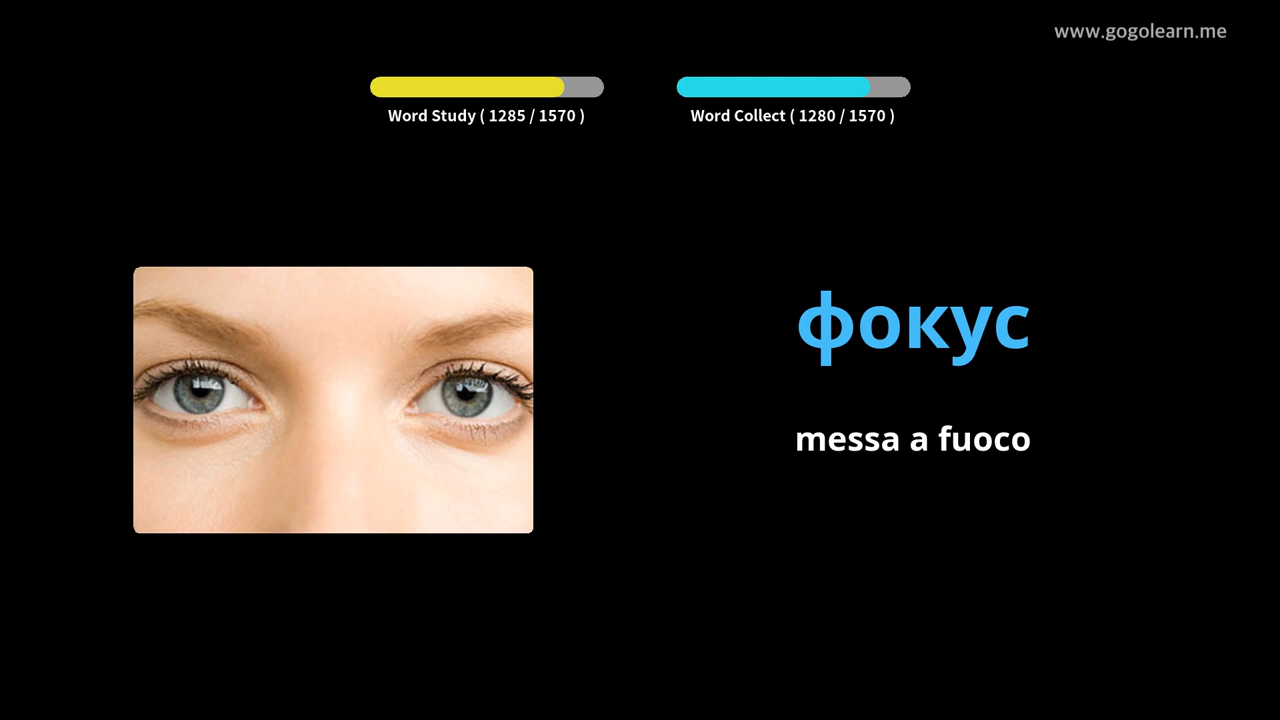 www.gogolearn.me
Word Study ( 1285 / 1570 )
Word Collect ( 1280 / 1570 )
фокус
messa a fuoco